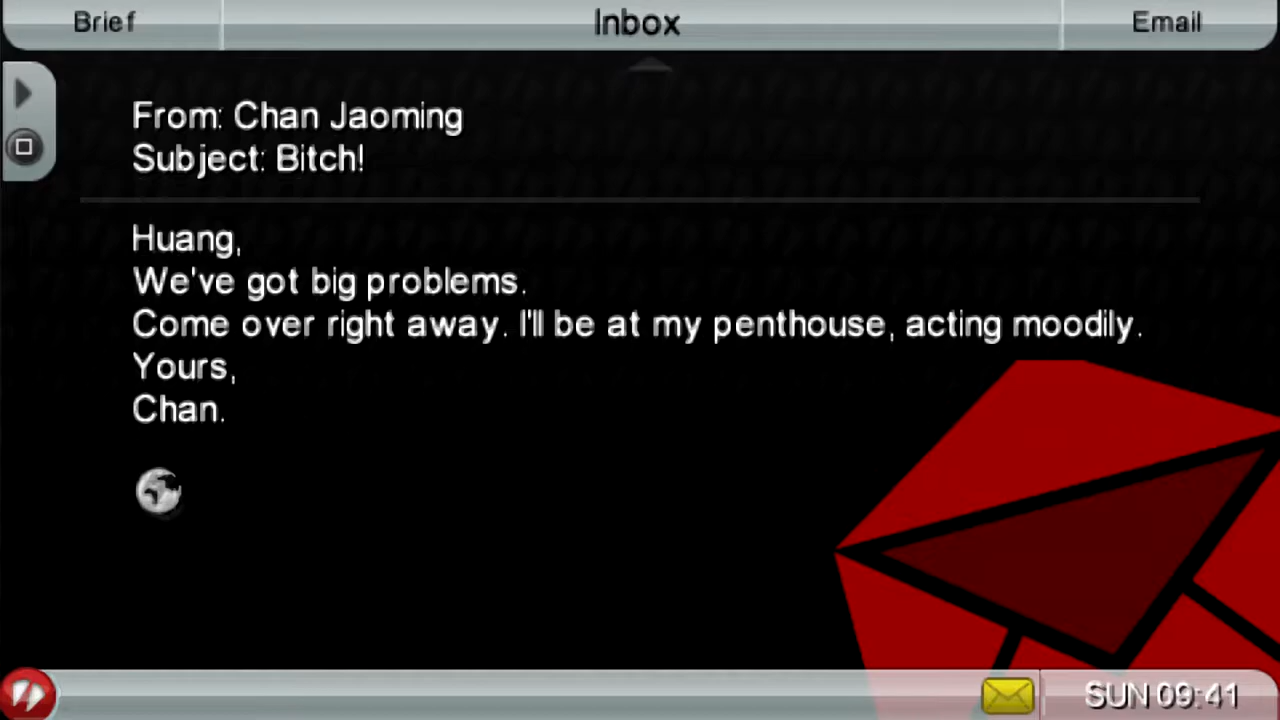 Brief Inbox Email
From: Chan Jaoming
Subject: Bitch!
Huang,
We've got big problems.
Come over right away. I'll be at my penthouse, acting moodily.
Yours,
Chan.
SUN 09:41